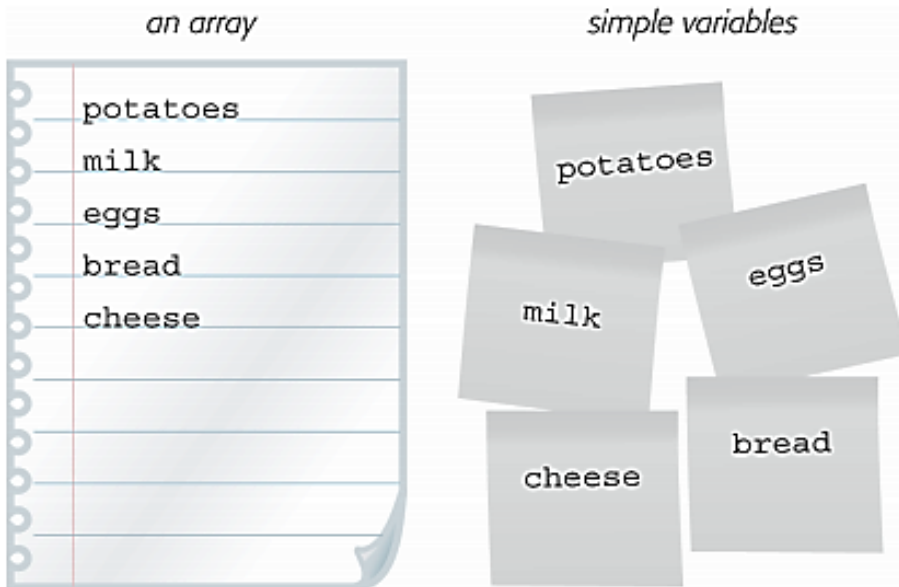 an array
potatoes
milk
eggs
bread
cheese
simple variables
potatoes
eggs
milk
bread
cheese